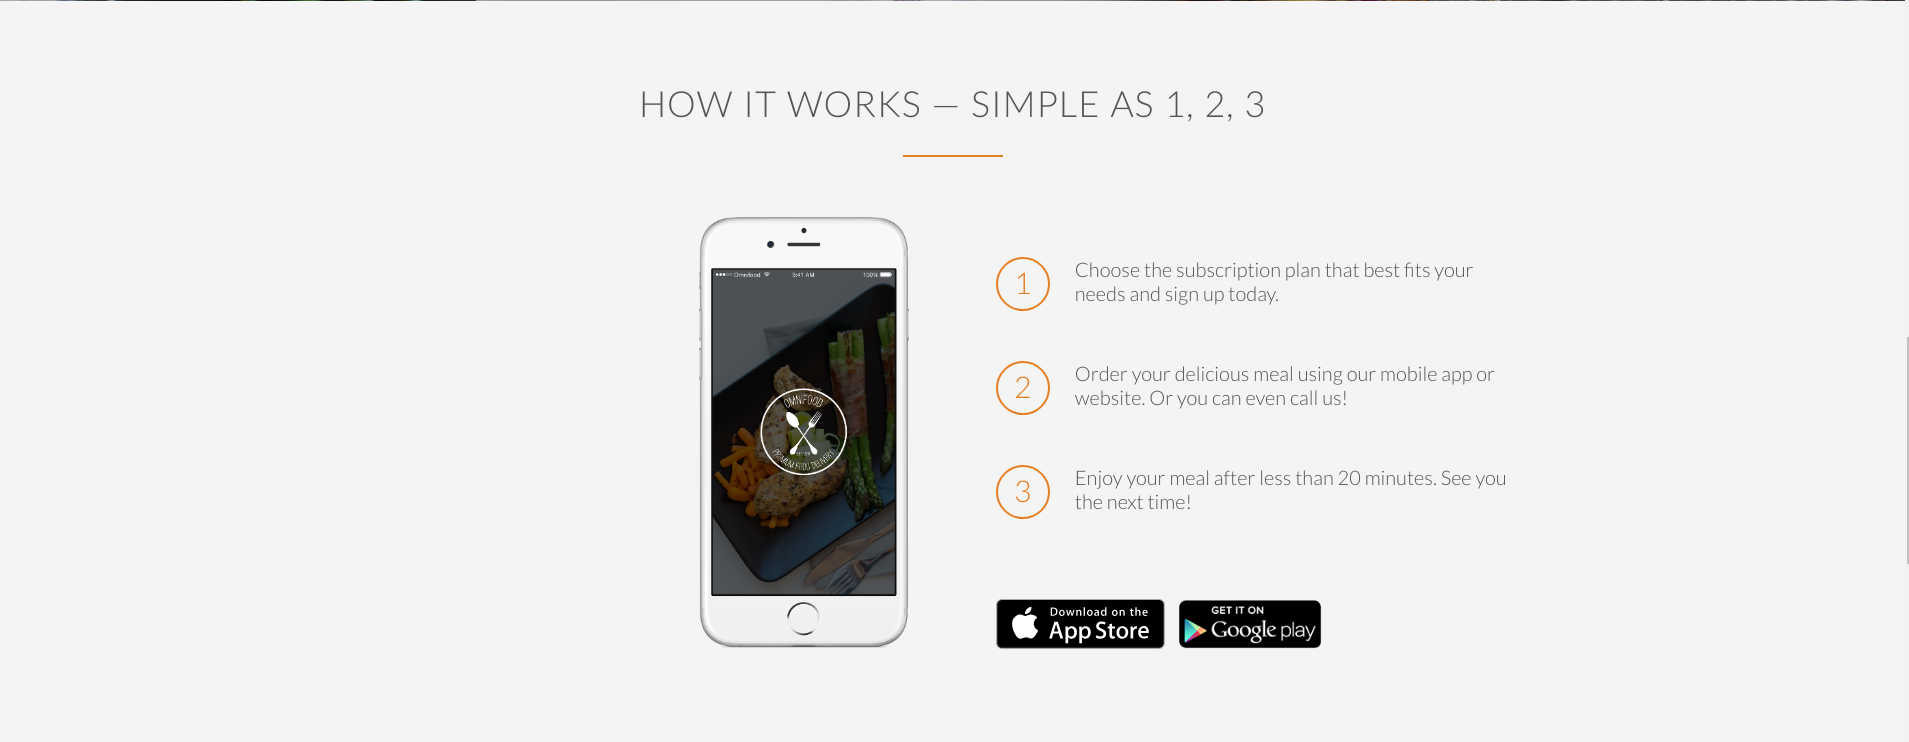 HOW IT WORKS — SIMPLE AS 1, 2, 3
Omnifood
9:41 AM
100%
OMNIFOOD
PREMIUM FOOD DELIVERY
1
Choose the subscription plan that best fits your
needs and sign up today.
2
Order your delicious meal using our mobile app or
website. Or you can even call us!
3
Enjoy your meal after less than 20 minutes. See you
the next time!
Download on the
App Store
GET IT ON
Google play